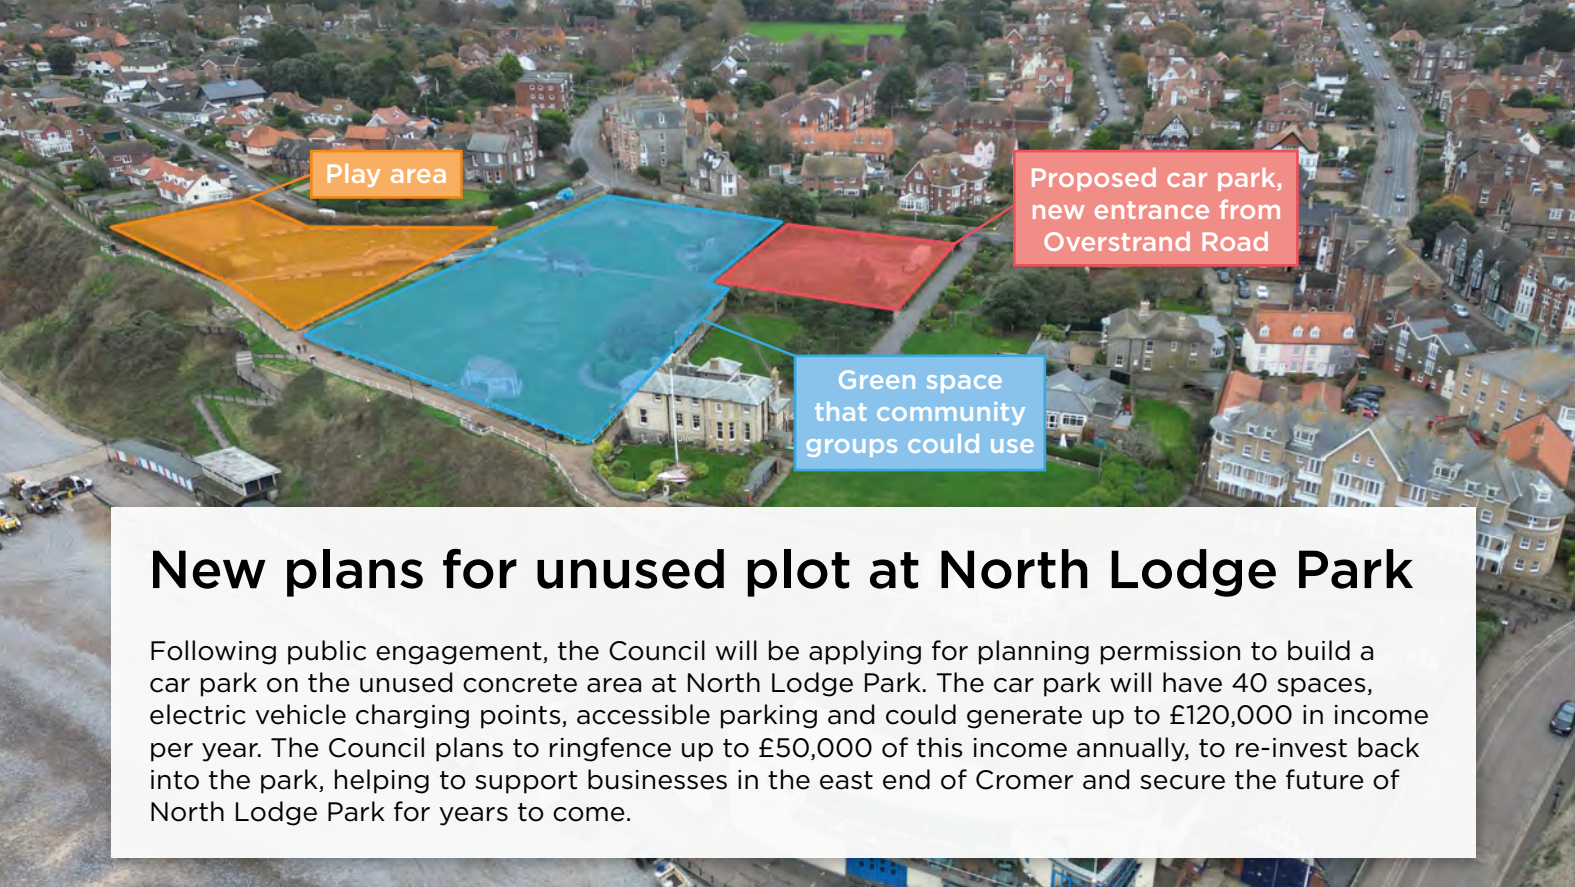 Play area
Proposed car park,
new entrance from
Overstrand Road
Green space
that community
groups could use
New plans for unused plot at North Lodge Park
Following public engagement, the Council will be applying for planning permission to build a
car park on the unused concrete area at North Lodge Park. The car park will have 40 spaces,
electric vehicle charging points, accessible parking and could generate up to £120,000 in income
per year. The Council plans to ringfence up to £50,000 of this income annually, to re-invest back
into the park, helping to support businesses in the east end of Cromer and secure the future of
North Lodge Park for years to come.